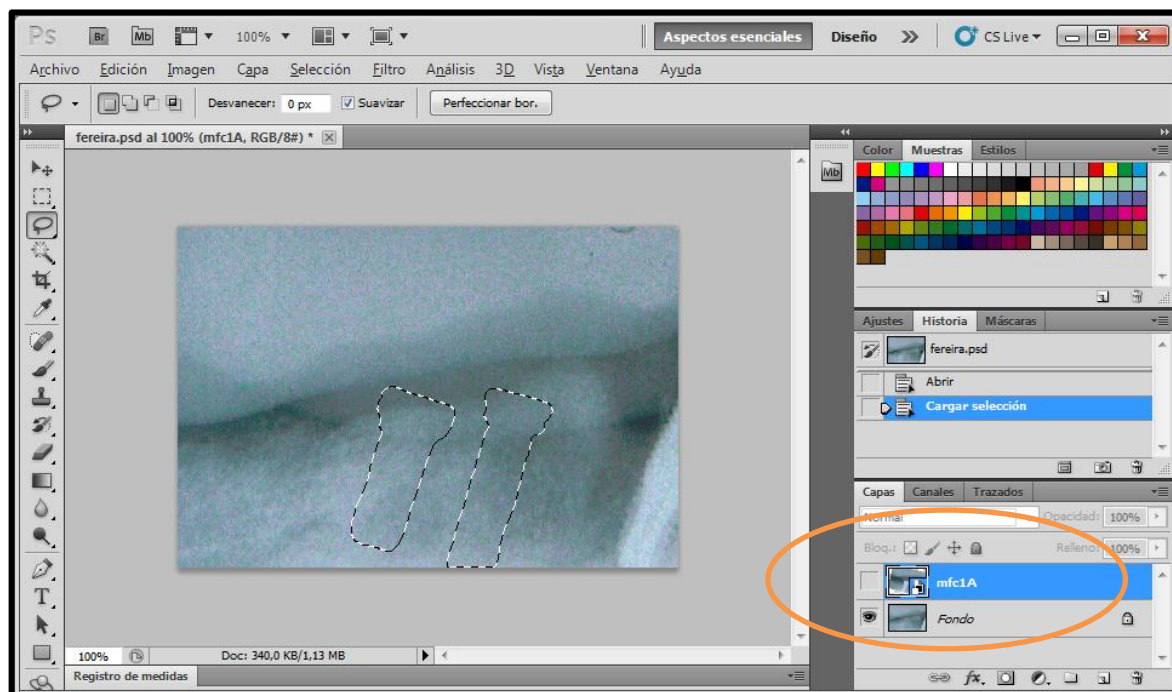 Ps Br Mb 100% Aspectos esenciales Diseño CS Live
Archivo Edición Imagen Capa Selección Filtro Análisis 3D Vista Ventana Ayuda
Desvanecer: 0 px Suavizar Perfeccionar bor.
fereira.psd al 100% (mfc1A, RGB/8#) *
Mb
Color Muestras Estilos
Ajustes Historia Máscaras
fereira.psd
Abrir
Cargar selección
Capas Canales Trazados
Normal Opacidad: 100%
Bloq.: Relleno: 100%
mfc1A
Fondo
T
fx.
100% Doc: 340,0 KB/1,13 MB
Registro de medidas